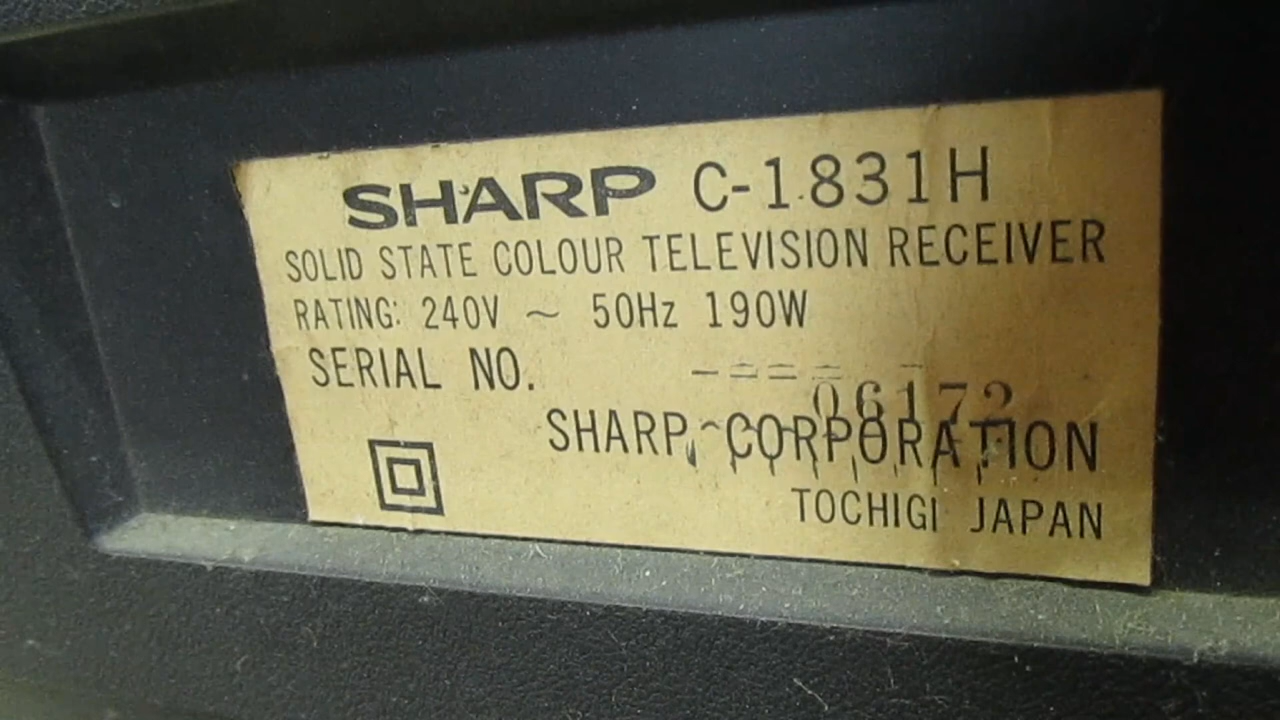 SHARP C-1831H
SOLID STATE COLOUR TELEVISION RECEIVER
RATING: 240V ~ 50Hz 190W
SERIAL NO.
06172
SHARP CORPORATION
TOCHIGI JAPAN